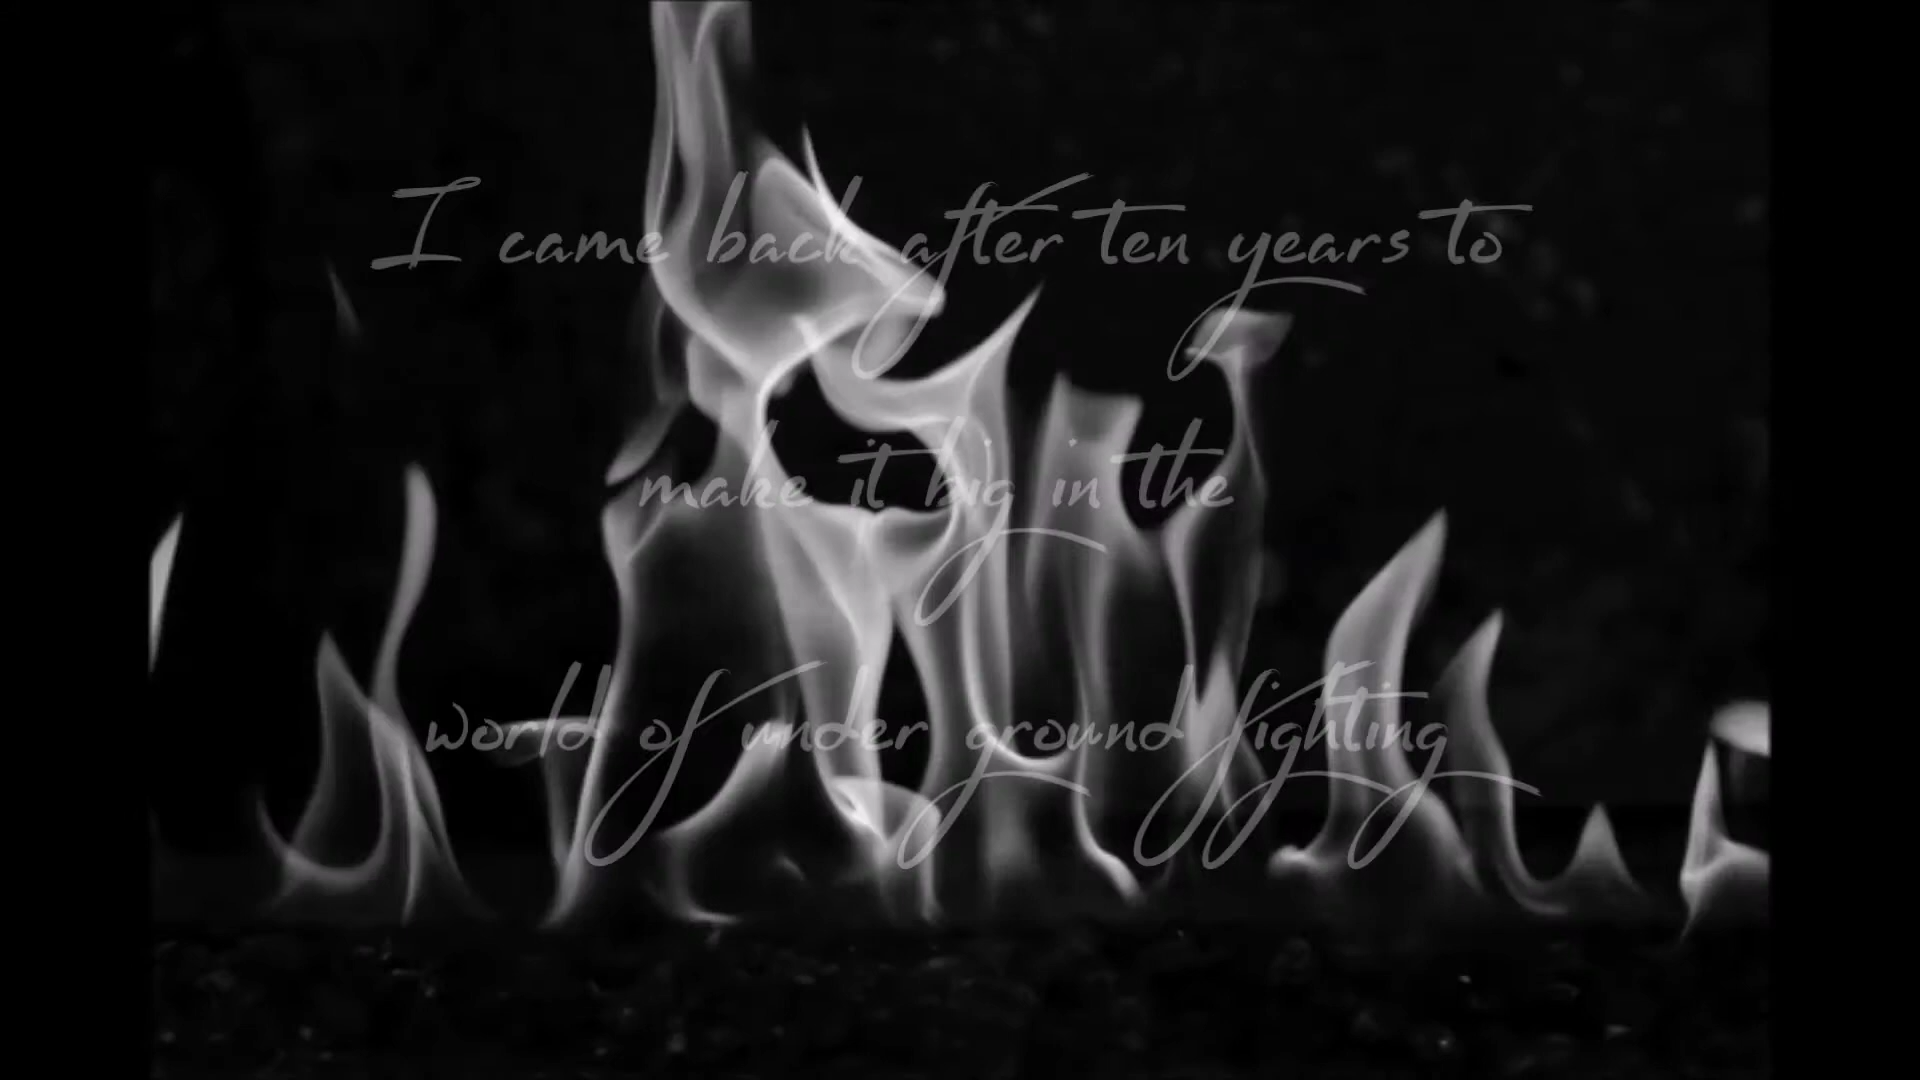 I came back after ten years to
make it big in the
world of under ground fighting